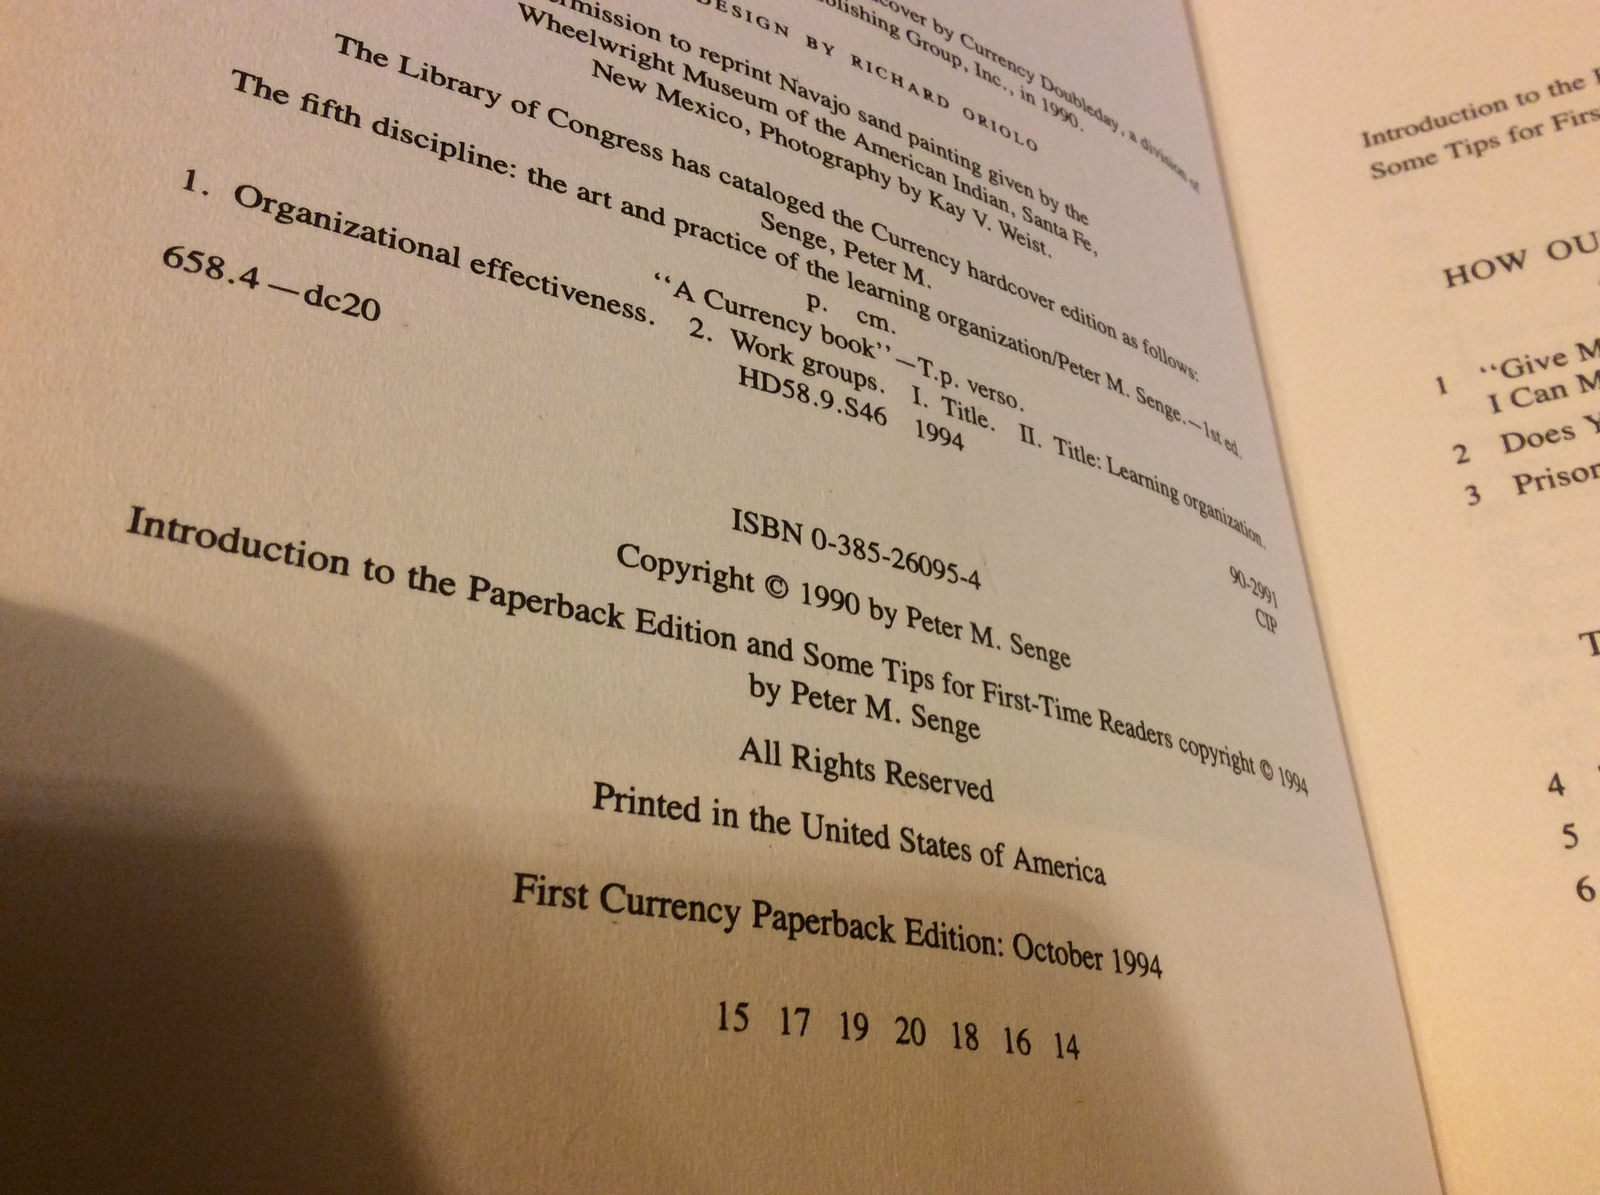 cover by Currency Doubleday, a division of
Publishing Group, Inc., in 1990.
DESIGN BY RICHARD ORIOLO
rmission to reprint Navajo sand painting given by the
Wheelwright Museum of the American Indian, Santa Fe,
New Mexico, Photography by Kay V. Weist.
The Library of Congress has cataloged the Currency hardcover edition as follows:
Senge, Peter M.
The fifth discipline: the art and practice of the learning organization/Peter M. Senge.—1st ed.
p. cm.
“A Currency book”—T.p. verso.
1. Organizational effectiveness. 2. Work groups. I. Title. II. Title: Learning organization.
HD58.9.S46 1994
658.4—dc20 90-2991
CIP
ISBN 0-385-26095-4
Copyright © 1990 by Peter M. Senge
Introduction to the Paperback Edition and Some Tips for First-Time Readers copyright © 1994
by Peter M. Senge
All Rights Reserved
Printed in the United States of America
First Currency Paperback Edition: October 1994
15 17 19 20 18 16 14
Introduction to the
Some Tips for Firs
HOW OU
1 “Give M
I Can M
2 Does Y
3 Prison
T
4
5
6